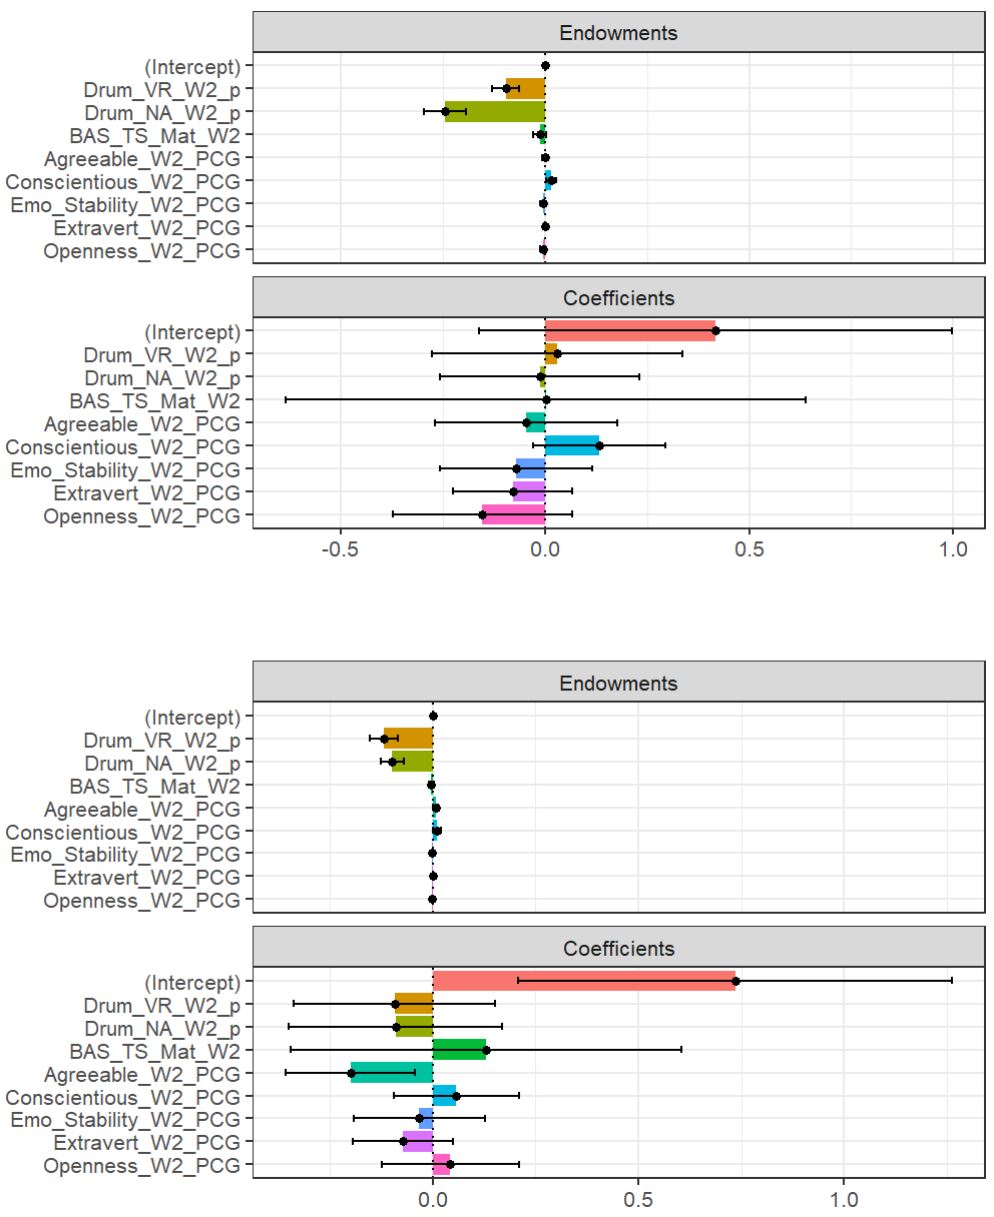 Endowments
(Intercept)
Drum_VR_W2_p
Drum_NA_W2_p
BAS_TS_Mat_W2
Agreeable_W2_PCG
Conscientious_W2_PCG
Emo_Stability_W2_PCG
Extravert_W2_PCG
Openness_W2_PCG
Coefficients
(Intercept)
Drum_VR_W2_p
Drum_NA_W2_p
BAS_TS_Mat_W2
Agreeable_W2_PCG
Conscientious_W2_PCG
Emo_Stability_W2_PCG
Extravert_W2_PCG
Openness_W2_PCG
-0.5 0.0 0.5 1.0
Endowments
(Intercept)
Drum_VR_W2_p
Drum_NA_W2_p
BAS_TS_Mat_W2
Agreeable_W2_PCG
Conscientious_W2_PCG
Emo_Stability_W2_PCG
Extravert_W2_PCG
Openness_W2_PCG
Coefficients
(Intercept)
Drum_VR_W2_p
Drum_NA_W2_p
BAS_TS_Mat_W2
Agreeable_W2_PCG
Conscientious_W2_PCG
Emo_Stability_W2_PCG
Extravert_W2_PCG
Openness_W2_PCG
0.0 0.5 1.0